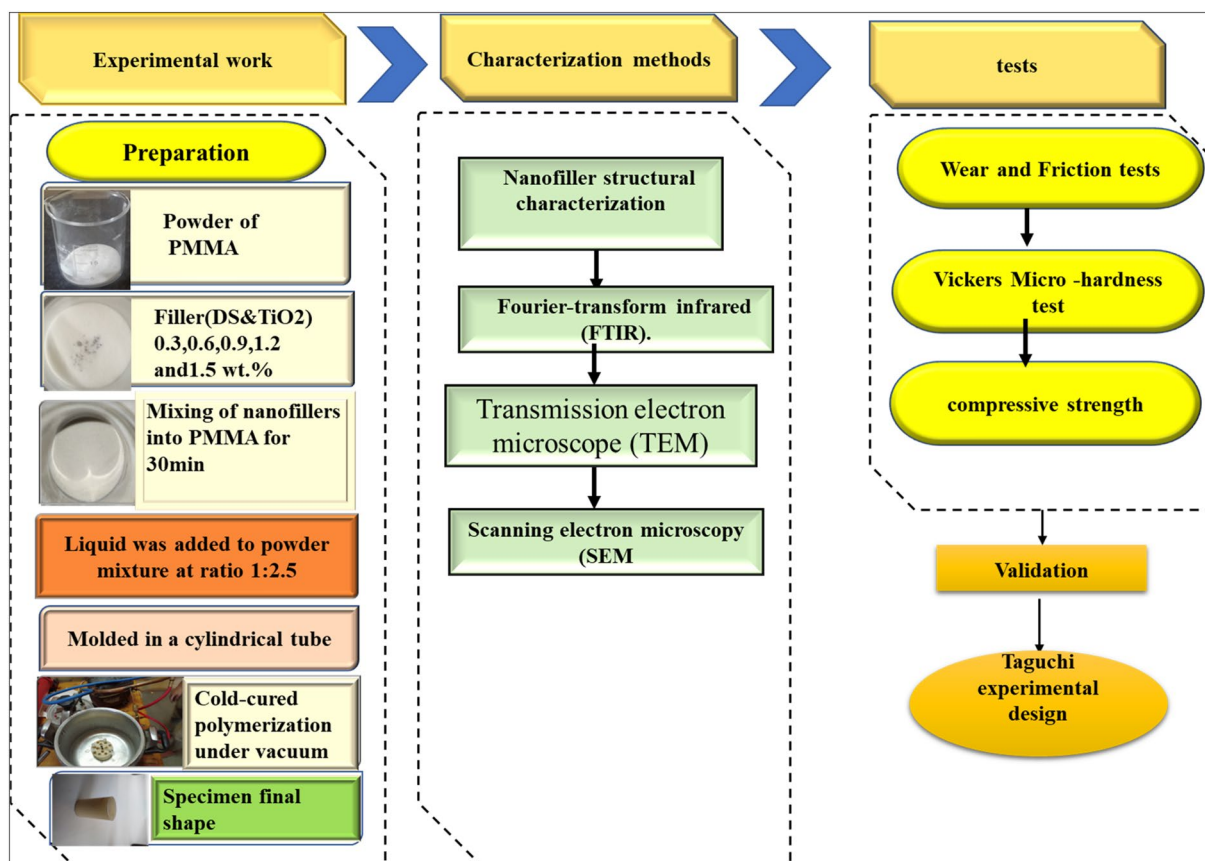 Experimental work
Characterization methods
tests
Preparation
Powder of
PMMA
Filler(DS&TiO2)
0.3,0.6,0.9,1.2
and1.5 wt.%
Mixing of nanofillers
into PMMA for
30min
Liquid was added to powder
mixture at ratio 1:2.5
Molded in a cylindrical tube
Cold-cured
polymerization
under vacuum
Specimen final
shape
Nanofiller structural
characterization
Fourier-transform infrared
(FTIR).
Transmission electron
microscope (TEM)
Scanning electron microscopy
(SEM
Wear and Friction tests
Vickers Micro -hardness
test
compressive strength
Validation
Taguchi
experimental
design